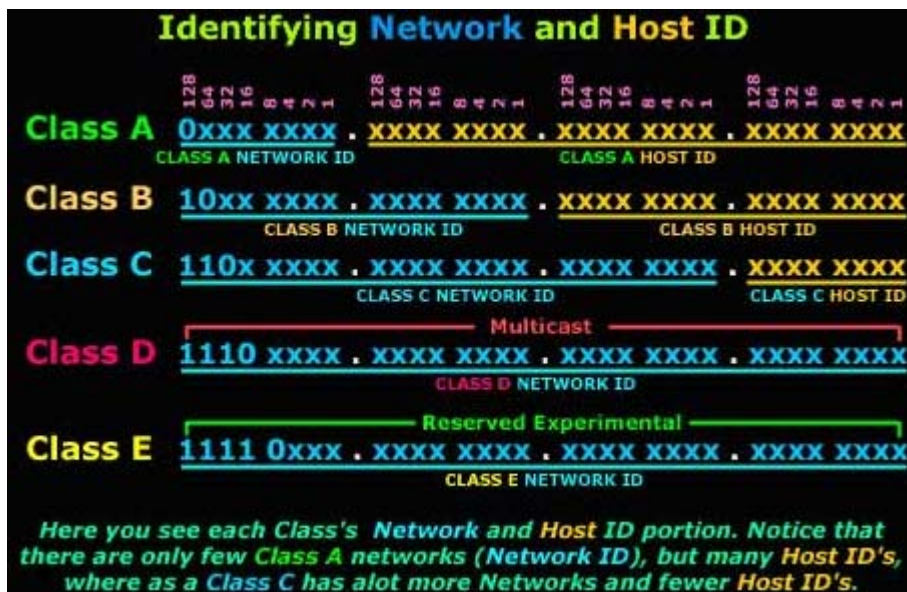 Identifying Network and Host ID
128 64 32 16 8 4 2 1 128 64 32 16 8 4 2 1 128 64 32 16 8 4 2 1 128 64 32 16 8 4 2 1
Class A 0xxx xxxx . xxxx xxxx . xxxx xxxx . xxxx xxxx
CLASS A NETWORK ID CLASS A HOST ID
Class B 10xx xxxx . xxxx xxxx . xxxx xxxx . xxxx xxxx
CLASS B NETWORK ID CLASS B HOST ID
Class C 110x xxxx . xxxx xxxx . xxxx xxxx . xxxx xxxx
CLASS C NETWORK ID CLASS C HOST ID
Multicast
Class D 1110 xxxx . xxxx xxxx . xxxx xxxx . xxxx xxxx
CLASS D NETWORK ID
Reserved Experimental
Class E 1111 0xxx . xxxx xxxx . xxxx xxxx . xxxx xxxx
CLASS E NETWORK ID
Here you see each Class's Network and Host ID portion. Notice that
there are only few Class A networks (Network ID), but many Host ID's,
where as a Class C has alot more Networks and fewer Host ID's.